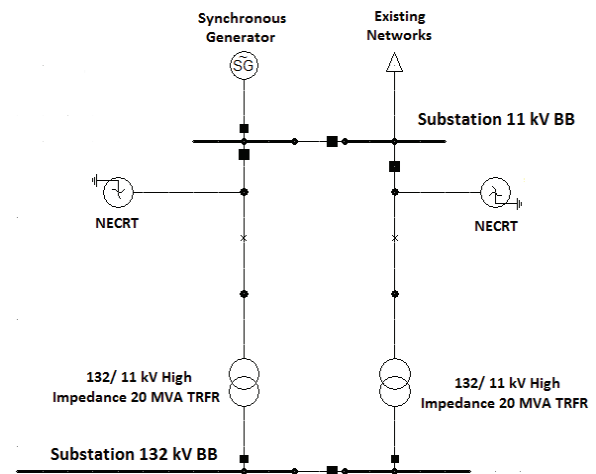 Synchronous
Generator
Existing
Networks
SG
Substation 11 kV BB
NECRT
NECRT
132/ 11 kV High
Impedance 20 MVA TRFR
132/ 11 kV High
Impedance 20 MVA TRFR
Substation 132 kV BB